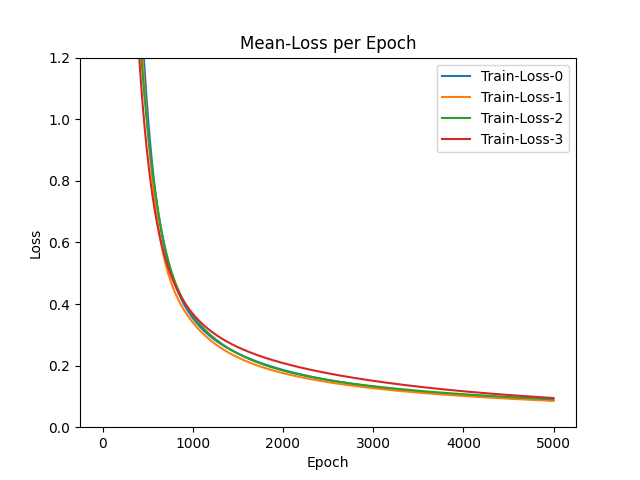 Mean-Loss per Epoch
Train-Loss-0
Train-Loss-1
Train-Loss-2
Train-Loss-3
Loss
1.2
1.0
0.8
0.6
0.4
0.2
0.0
0 1000 2000 3000 4000 5000
Epoch